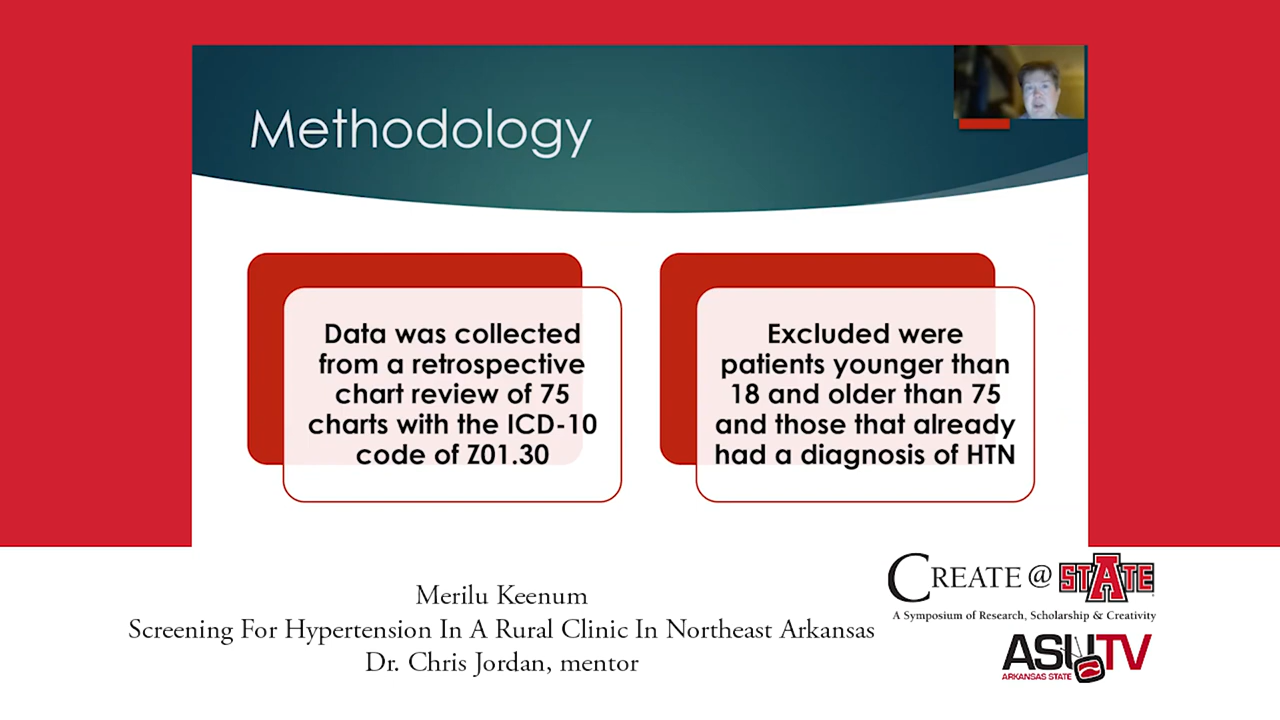 Methodology
Data was collected
from a retrospective
chart review of 75
charts with the ICD-10
code of Z01.30
Excluded were
patients younger than
18 and older than 75
and those that already
had a diagnosis of HTN
Merilu Keenum
Screening For Hypertension In A Rural Clinic In Northeast Arkansas
Dr. Chris Jordan, mentor
CREATE @ STATE
A Symposium of Research, Scholarship & Creativity
ASUTV
ARKANSAS STATE